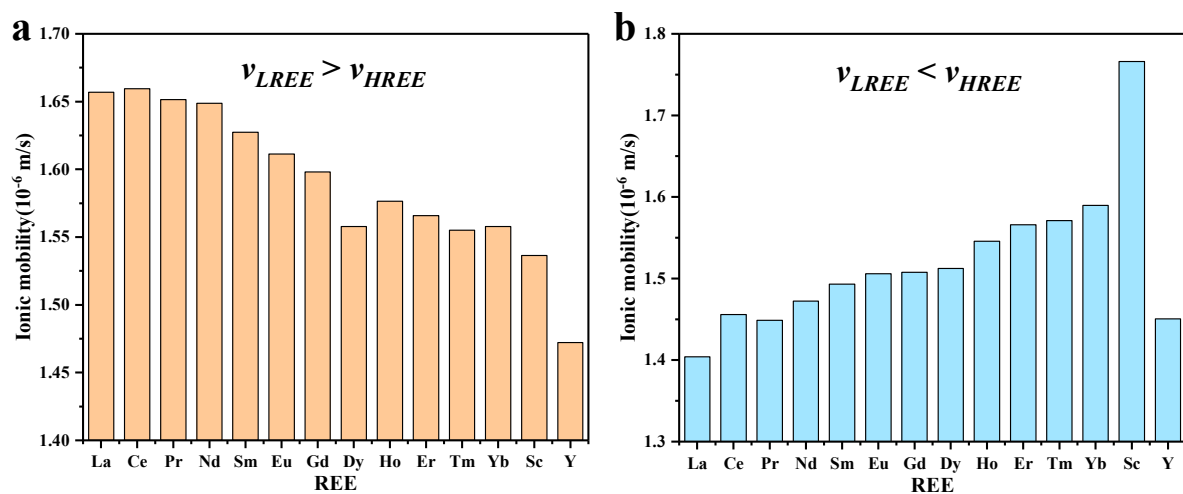 a
v_LREE > v_HREE
Ionic mobility(10^-6 m/s)
1.70
1.65
1.60
1.55
1.50
1.45
1.40
La Ce Pr Nd Sm Eu Gd Dy Ho Er Tm Yb Sc Y
REE
b
v_LREE < v_HREE
Ionic mobility(10^-6 m/s)
1.8
1.7
1.6
1.5
1.4
1.3
La Ce Pr Nd Sm Eu Gd Dy Ho Er Tm Yb Sc Y
REE